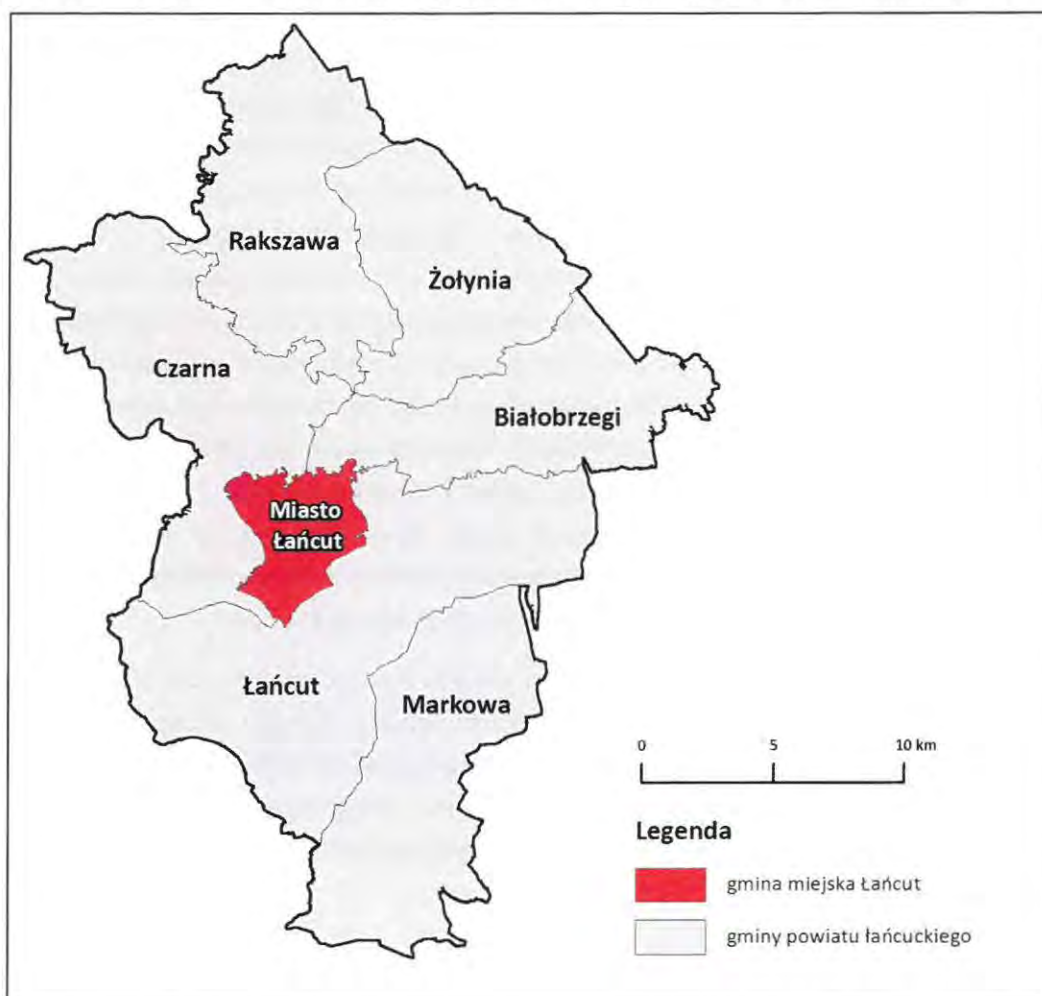 Rakszawa
Żołynia
Czarna
Białobrzegi
Miasto
Łańcut
Łańcut
Markowa
0 5 10 km
Legenda
gmina miejska Łańcut
gminy powiatu łańcuckiego